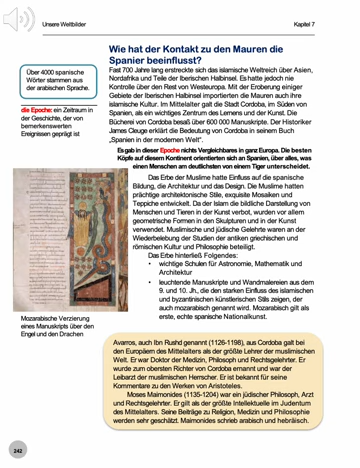 Unsere Weltbilder
Kapitel 7
Wie hat der Kontakt zu den Mauren die
Spanier beeinflusst?
Fast 700 Jahre lang erstreckte sich das islamische Weltreich über Asien,
Nordafrika und Teile der Iberischen Halbinsel. Es hatte jedoch nie
Kontrolle über den Rest von Westeuropa. Mit der Eroberung einiger
Gebiete der Iberischen Halbinsel importierten die Mauren auch ihre
islamische Kultur. Im Mittelalter galt die Stadt Cordoba, im Süden von
Spanien, als ein wichtiges Zentrum des Lernens und der Kunst. Die
Bücherei von Cordoba besaß über 600 000 Manuskripte. Der Historiker
James Cleuge erklärt die Bedeutung von Cordoba in seinem Buch
„Spanien in der modernen Welt“.
Es gab in dieser Epoche nichts Vergleichbares in ganz Europa. Die besten
Köpfe auf diesem Kontinent orientierten sich an Spanien, über alles, was
einen Menschen am deutlichsten von einem Tiger unterscheidet.
Über 4000 spanische
Wörter stammen aus
der arabischen Sprache.
die Epoche: ein Zeitraum in
der Geschichte, der von
bemerkenswerten
Ereignissen geprägt ist
Das Erbe der Muslime hatte Einfluss auf die spanische
Bildung, die Architektur und das Design. Die Muslime hatten
prächtige architektonische Stile, exquisite Mosaiken und
Teppiche entwickelt. Da der Islam die bildliche Darstellung von
Menschen und Tieren in der Kunst verbot, wurden vor allem
geometrische Formen in den Skulpturen und in der Kunst
verwendet. Muslimische und jüdische Gelehrte waren an der
Wiederbelebung der Studien der antiken griechischen und
römischen Kultur und Philosophie beteiligt.
Das Erbe hinterließ Folgendes:
• wichtige Schulen für Astronomie, Mathematik und
Architektur
• leuchtende Manuskripte und Wandmalereien aus dem
9. und 10. Jh., die den starken Einfluss des islamischen
und byzantinischen künstlerischen Stils zeigen, der
auch mozarabisch genannt wird. Mozarabisch gilt als
erste, echte spanische Nationalkunst.
Mozarabische Verzierung
eines Manuskripts über den
Engel und den Drachen
Avarros, auch Ibn Rushd genannt (1126-1198), aus Cordoba galt bei
den Europäern des Mittelalters als der größte Lehrer der muslimischen
Welt. Er war Doktor der Medizin, Philosoph und Rechtsgelehrter. Er
wurde zum obersten Richter von Cordoba ernannt und war der
Leibarzt der muslimischen Herrscher. Er ist bekannt für seine
Kommentare zu den Werken von Aristoteles.
Moses Maimonides (1135-1204) war ein jüdischer Philosoph, Arzt
und Rechtsgelehrter. Er gilt als der größte Intellektuelle im Judentum
des Mittelalters. Seine Beiträge zu Religion, Medizin und Philosophie
werden sehr geschätzt. Maimonides schrieb arabisch und hebräisch.
242